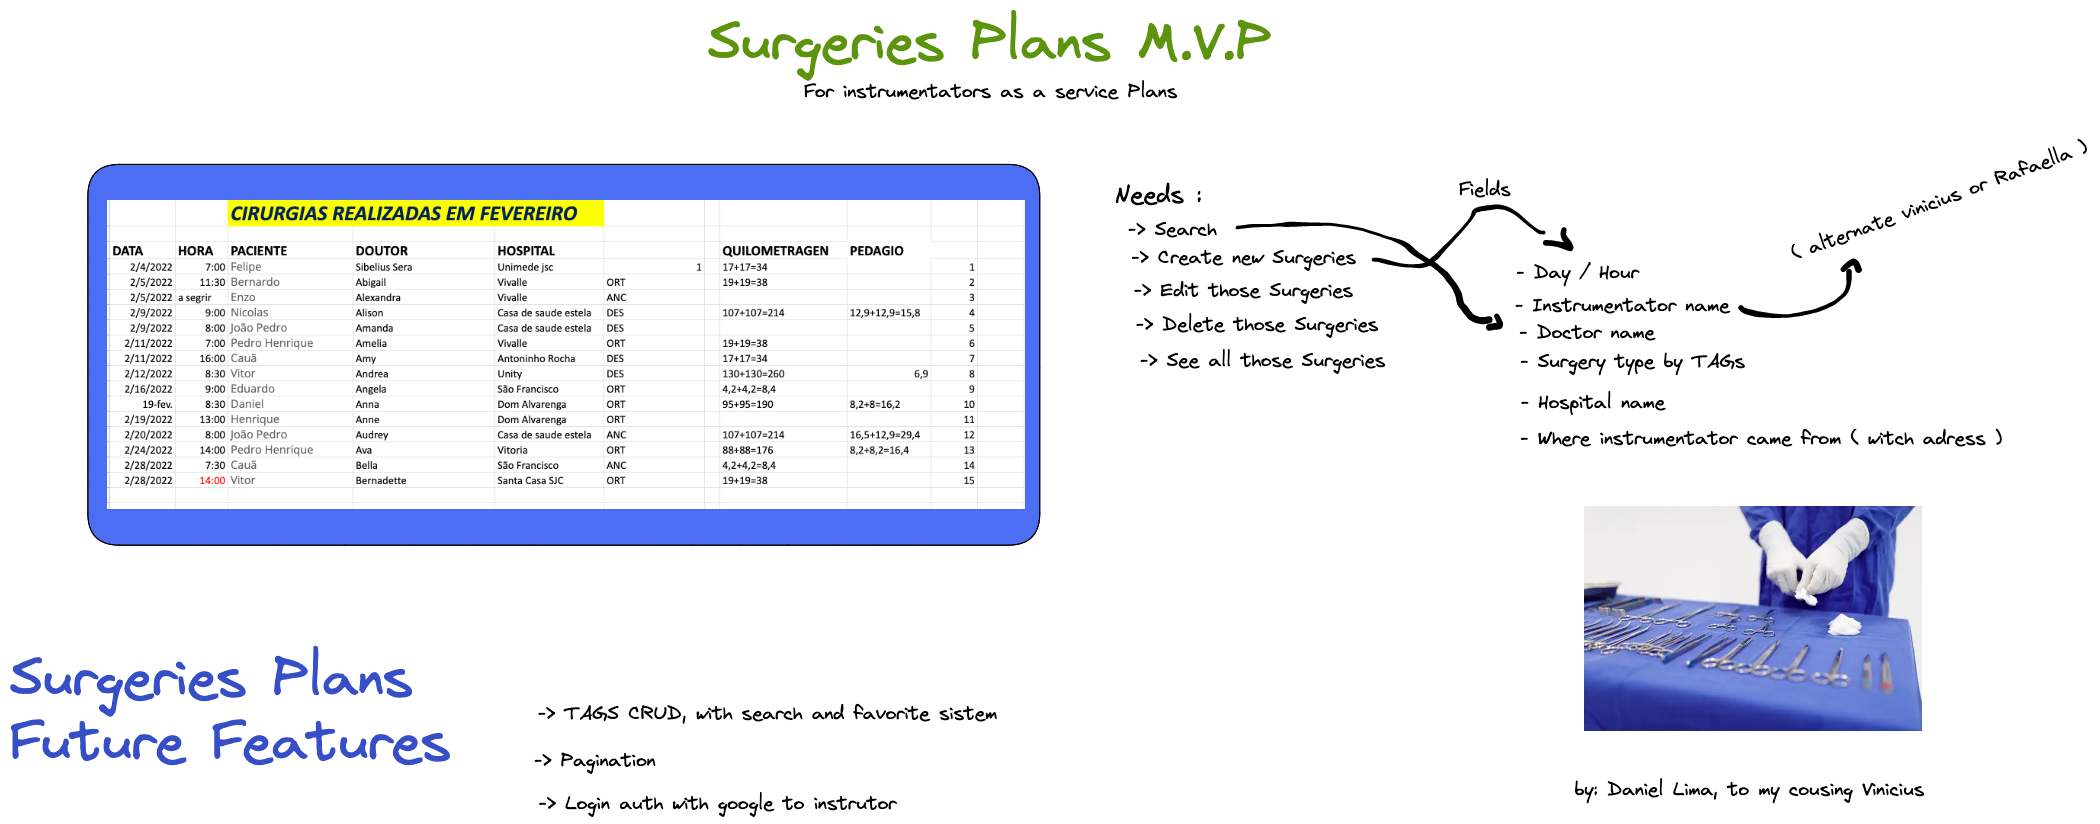 Surgeries Plans M.V.P
For instrumentators as a service Plans
CIRURGIAS REALIZADAS EM FEVEREIRO
DATA HORA PACIENTE DOUTOR HOSPITAL QUILOMETRAGEN PEDAGIO
2/4/2022 7:00 Felipe Sibelius Sera Unimede jsc 1 17+17=34 1
2/5/2022 11:30 Bernardo Abigail Vivalle ORT 19+19=38 2
2/5/2022 a segrir Enzo Alexandra Vivalle ANC 3
2/9/2022 9:00 Nicolas Alison Casa de saude estela DES 107+107=214 12,9+12,9=15,8 4
2/9/2022 8:00 João Pedro Amanda Casa de saude estela DES 5
2/11/2022 7:00 Pedro Henrique Amelia Vivalle ORT 19+19=38 6
2/11/2022 16:00 Cauã Amy Antoninho Rocha DES 17+17=34 7
2/12/2022 8:30 Vitor Andrea Unity DES 130+130=260 6,9 8
2/16/2022 9:00 Eduardo Angela São Francisco ORT 4,2+4,2=8,4 9
19-fev. 8:30 Daniel Anna Dom Alvarenga ORT 95+95=190 8,2+8=16,2 10
2/19/2022 13:00 Henrique Anne Dom Alvarenga ORT 11
2/20/2022 8:00 João Pedro Audrey Casa de saude estela ANC 107+107=214 16,5+12,9=29,4 12
2/24/2022 14:00 Pedro Henrique Ava Vitoria ORT 88+88=176 8,2+8,2=16,4 13
2/28/2022 7:30 Cauã Bella São Francisco ANC 4,2+4,2=8,4 14
2/28/2022 14:00 Vitor Bernadette Santa Casa SJC ORT 19+19=38 15
Needs :
-> Search
-> Create new Surgeries
-> Edit those Surgeries
-> Delete those Surgeries
-> See all those Surgeries
Fields
- Day / Hour
- Instrumentator name
- Doctor name
- Surgery type by TAGs
- Hospital name
- Where instrumentator came from ( witch adress )
( alternate vinicius or Rafaella )
Surgeries Plans
Future Features
-> TAGS CRUD, with search and favorite sistem
-> Pagination
-> Login auth with google to instrutor
by: Daniel Lima, to my cousing Vinicius